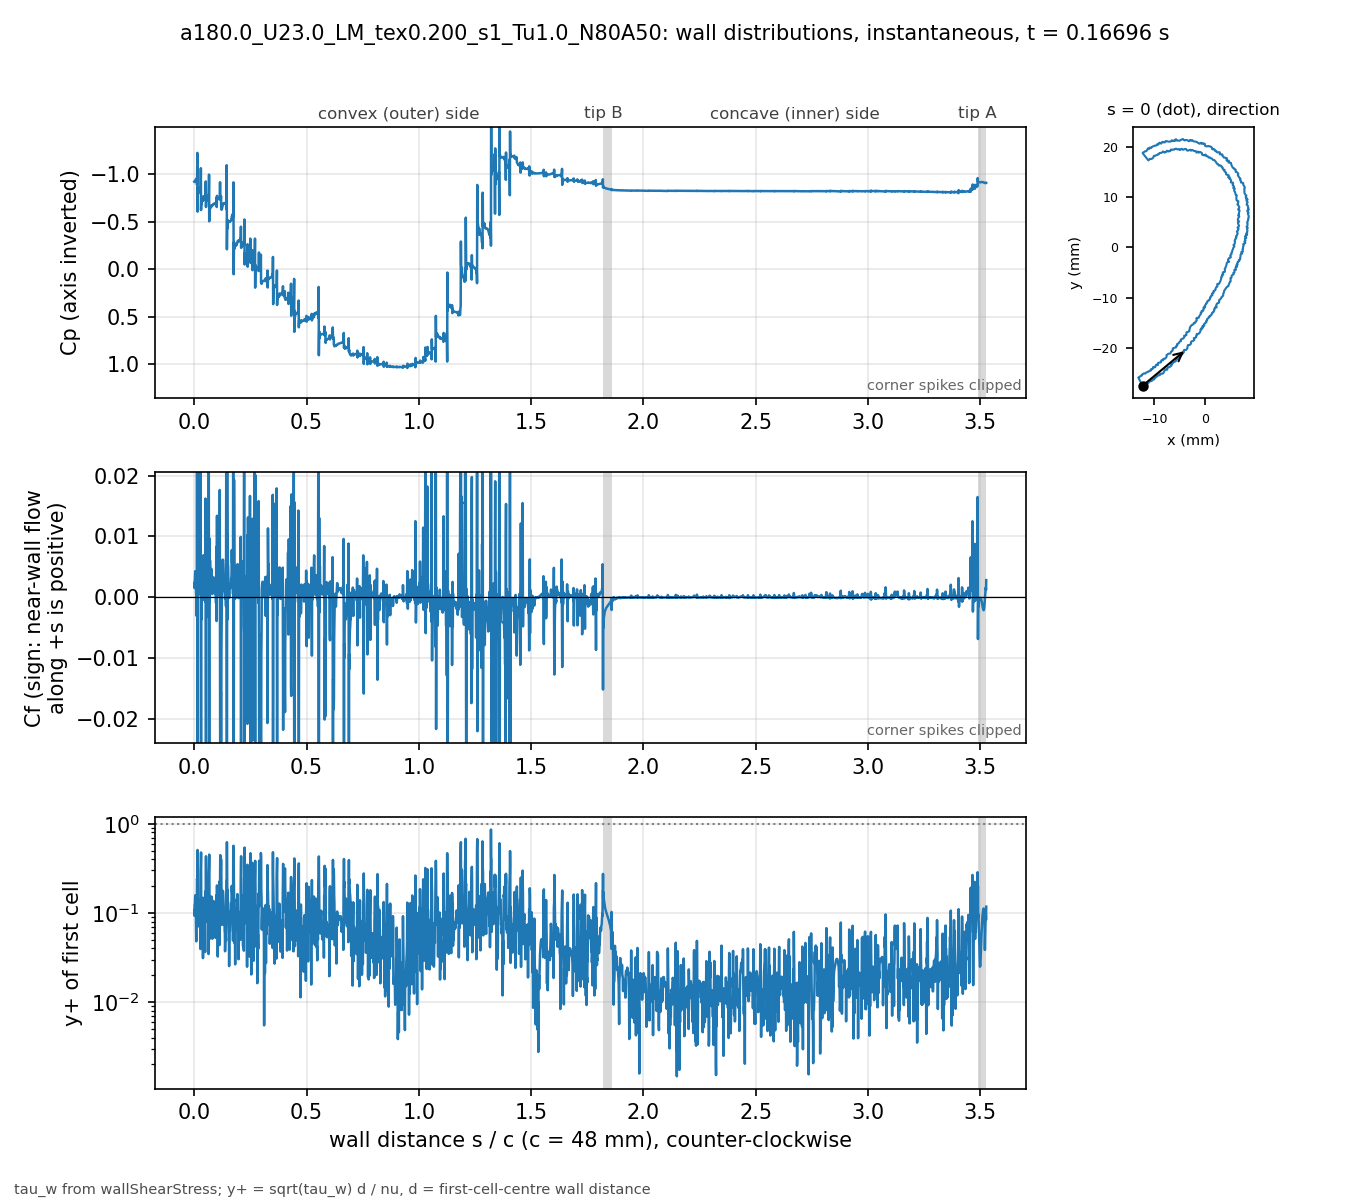 a180.0_U23.0_LM_tex0.200_s1_Tu1.0_N80A50: wall distributions, instantaneous, t = 0.16696 s
convex (outer) side
tip B
concave (inner) side
tip A
s = 0 (dot), direction
Cp (axis inverted)
−1.0
−0.5
0.0
0.5
1.0
corner spikes clipped
0.0 0.5 1.0 1.5 2.0 2.5 3.0 3.5
y (mm)
20
10
0
−10
−20
−10 0
x (mm)
Cf (sign: near-wall flow
along +s is positive)
0.02
0.01
0.00
−0.01
−0.02
corner spikes clipped
0.0 0.5 1.0 1.5 2.0 2.5 3.0 3.5
y+ of first cell
10⁰
10⁻¹
10⁻²
0.0 0.5 1.0 1.5 2.0 2.5 3.0 3.5
wall distance s / c (c = 48 mm), counter-clockwise
tau_w from wallShearStress; y+ = sqrt(tau_w) d / nu, d = first-cell-centre wall distance